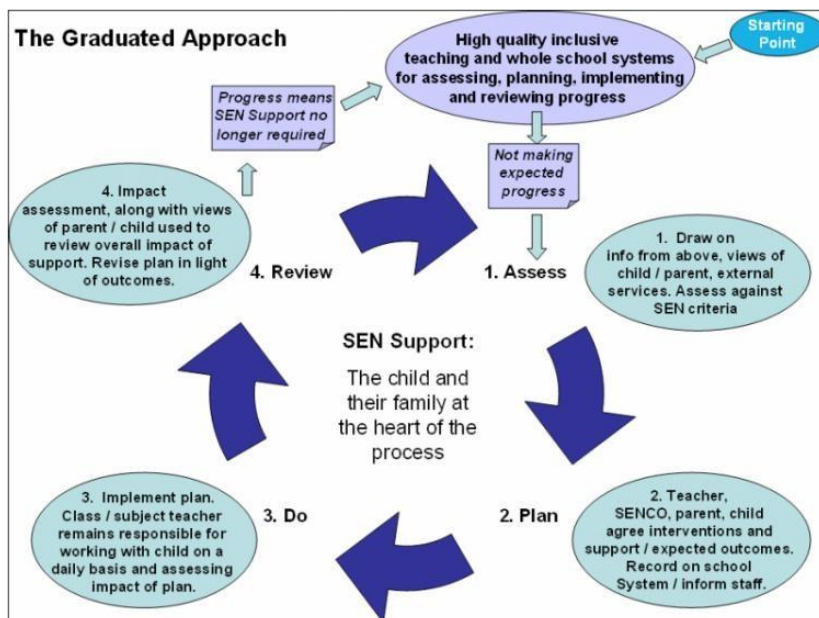 The Graduated Approach
Starting
Point
High quality inclusive
teaching and whole school systems
for assessing, planning, implementing
and reviewing progress
Progress means
SEN Support no
longer required
Not making
expected
progress
4. Impact
assessment, along with views
of parent / child used to
review overall impact of
support. Revise plan in light
of outcomes.
4. Review
1. Assess
1. Draw on
info from above, views of
child / parent, external
services. Assess against
SEN criteria
SEN Support:
The child and
their family at
the heart of the
process
3. Implement plan.
Class / subject teacher
remains responsible for
working with child on a
daily basis and assessing
impact of plan.
3. Do
2. Plan
2. Teacher,
SENCO, parent, child
agree interventions and
support / expected outcomes.
Record on school
System / inform staff.